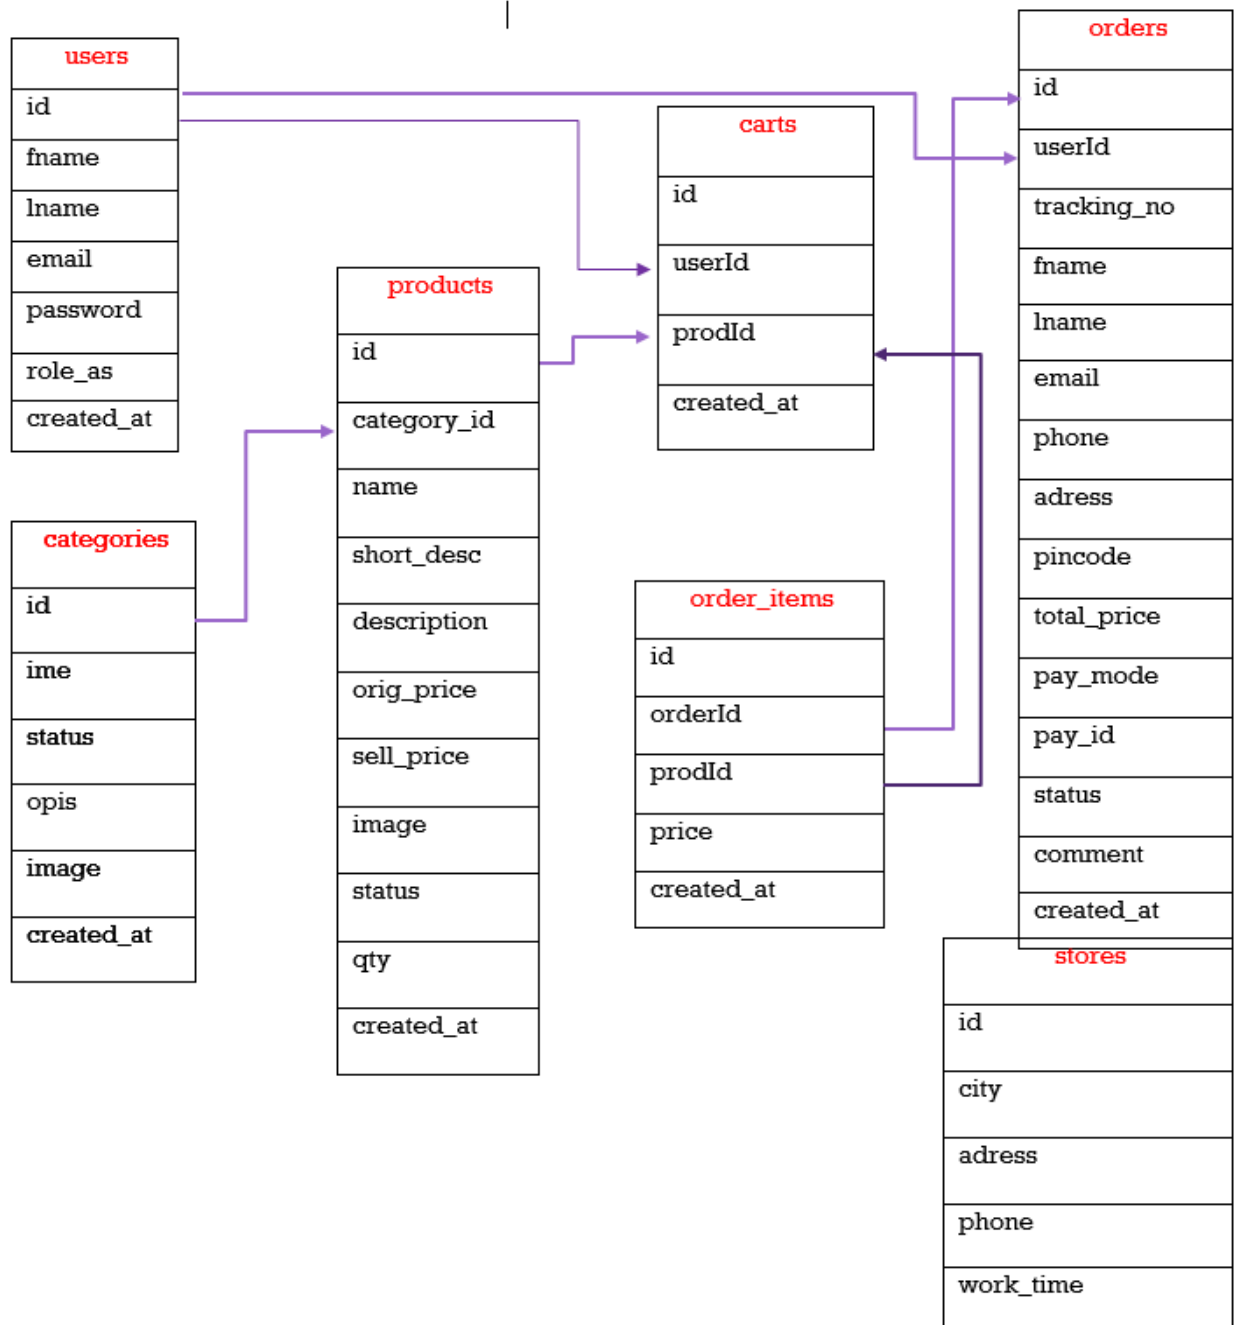 users
id
fname
lname
email
password
role_as
created_at
categories
id
ime
status
opis
image
created_at
products
id
category_id
name
short_desc
description
orig_price
sell_price
image
status
qty
created_at
carts
id
userId
prodId
created_at
order_items
id
orderId
prodId
price
created_at
orders
id
userId
tracking_no
fname
lname
email
phone
adress
pincode
total_price
pay_mode
pay_id
status
comment
created_at
stores
id
city
adress
phone
work_time